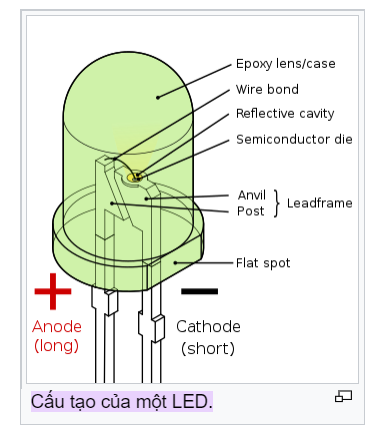 Epoxy lens/case
Wire bond
Reflective cavity
Semiconductor die
Anvil
Post
Leadframe
Flat spot
Anode
(long)
Cathode
(short)
Cấu tạo của một LED.